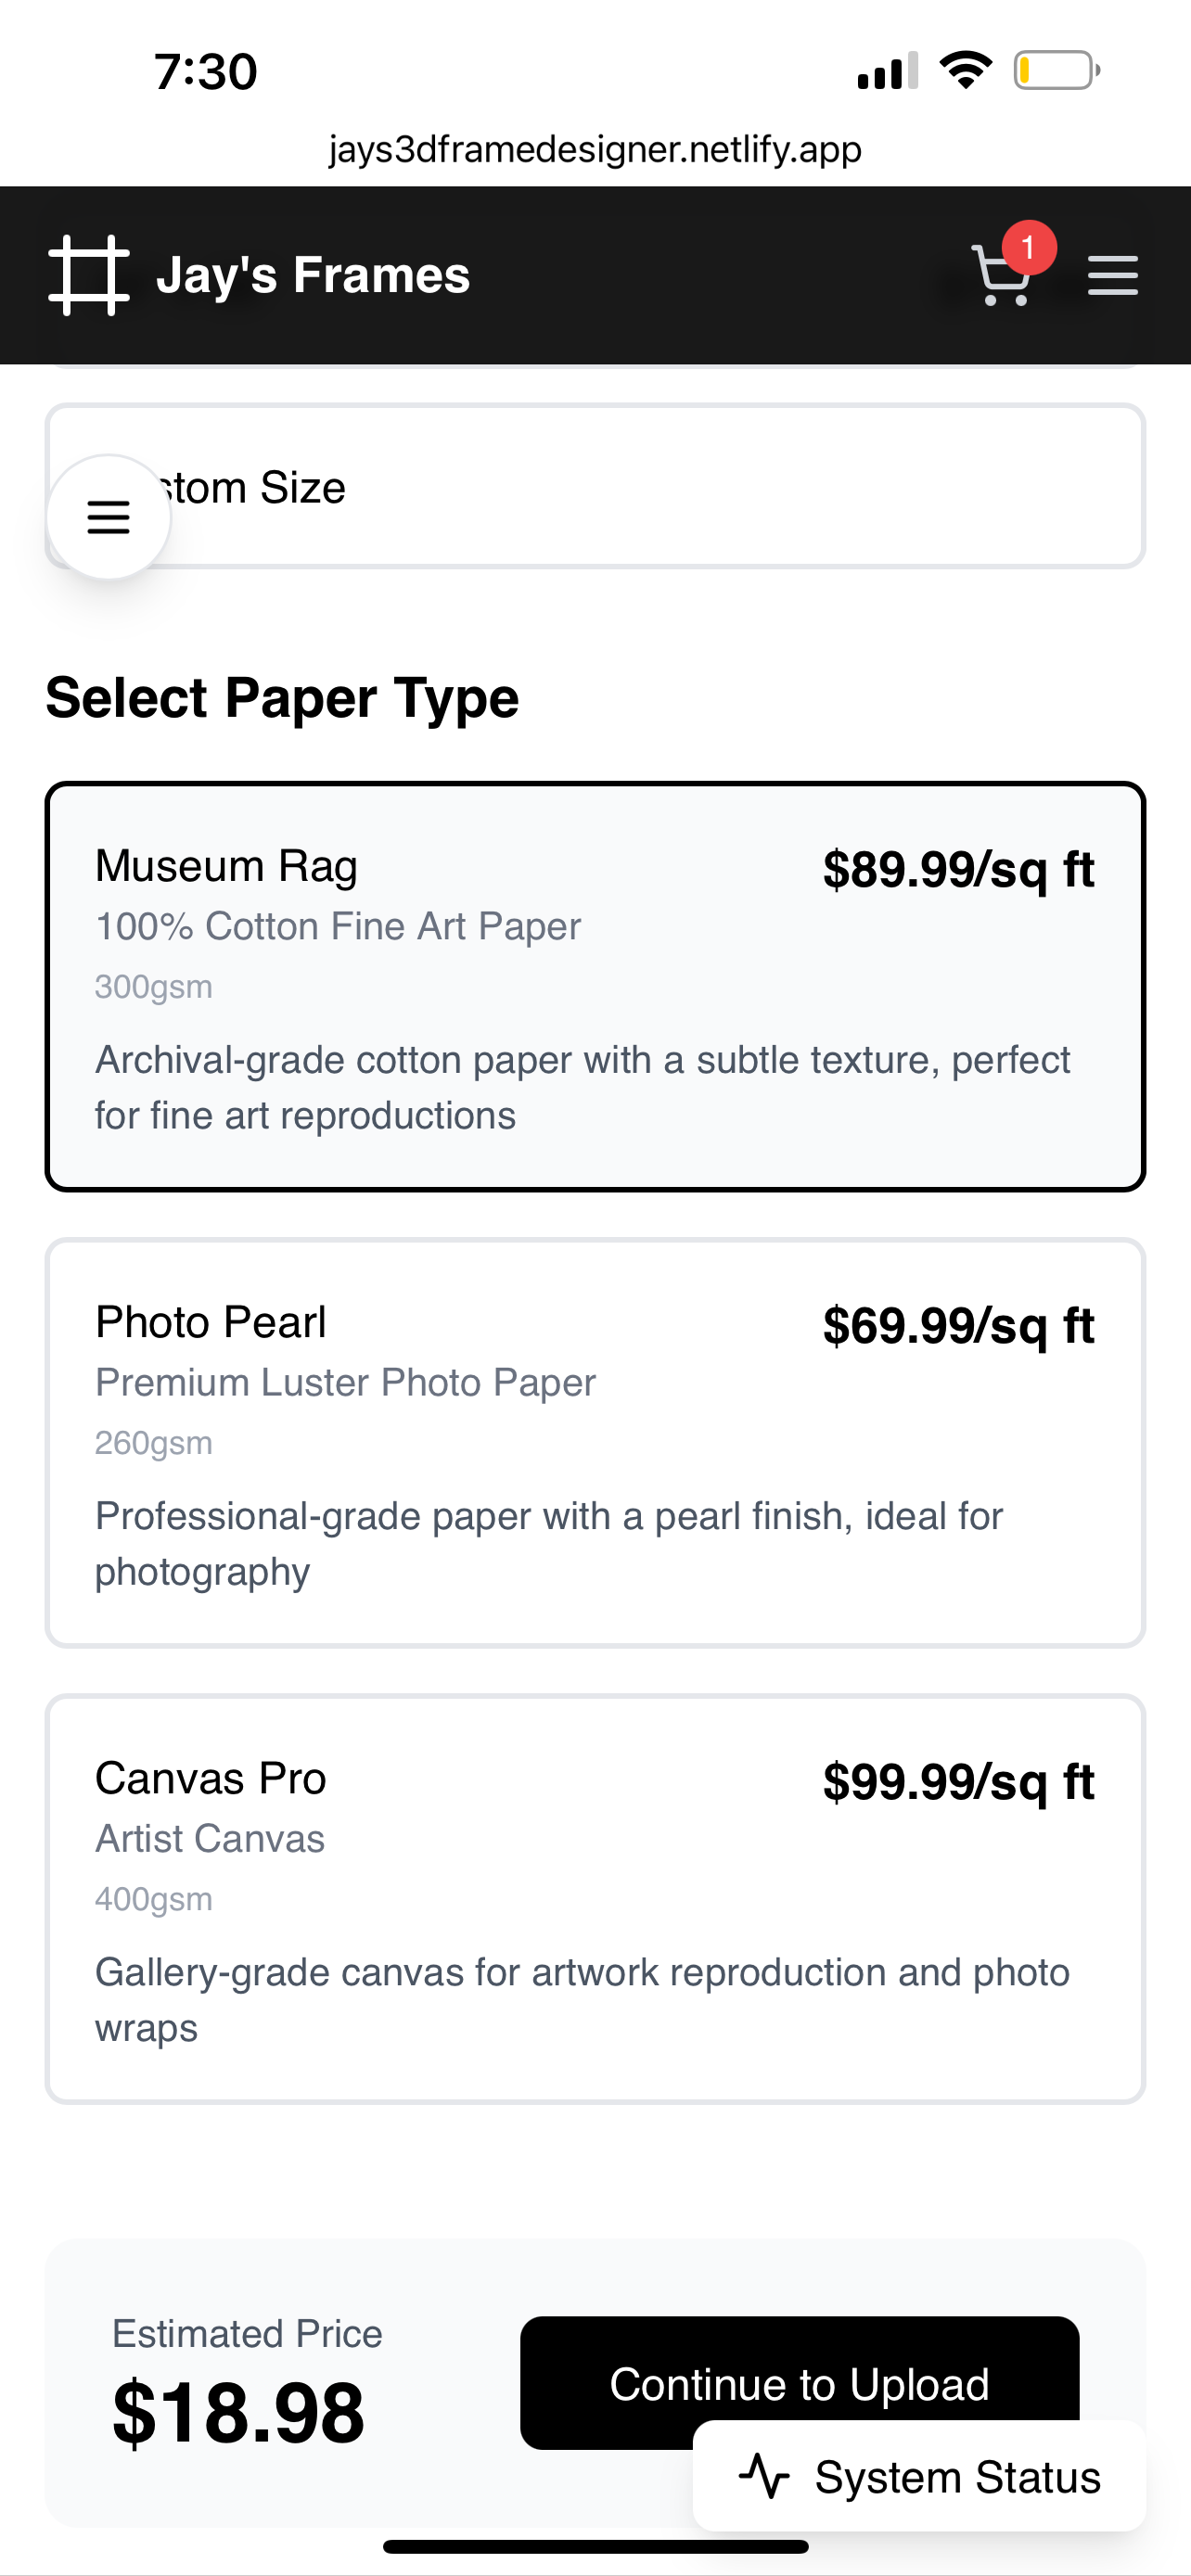 7:30
jays3dframedesigner.netlify.app
Jay's Frames
1
stom Size
Select Paper Type
Museum Rag
$89.99/sq ft
100% Cotton Fine Art Paper
300gsm
Archival-grade cotton paper with a subtle texture, perfect
for fine art reproductions
Photo Pearl
$69.99/sq ft
Premium Luster Photo Paper
260gsm
Professional-grade paper with a pearl finish, ideal for
photography
Canvas Pro
$99.99/sq ft
Artist Canvas
400gsm
Gallery-grade canvas for artwork reproduction and photo
wraps
Estimated Price
$18.98
Continue to Upload
System Status